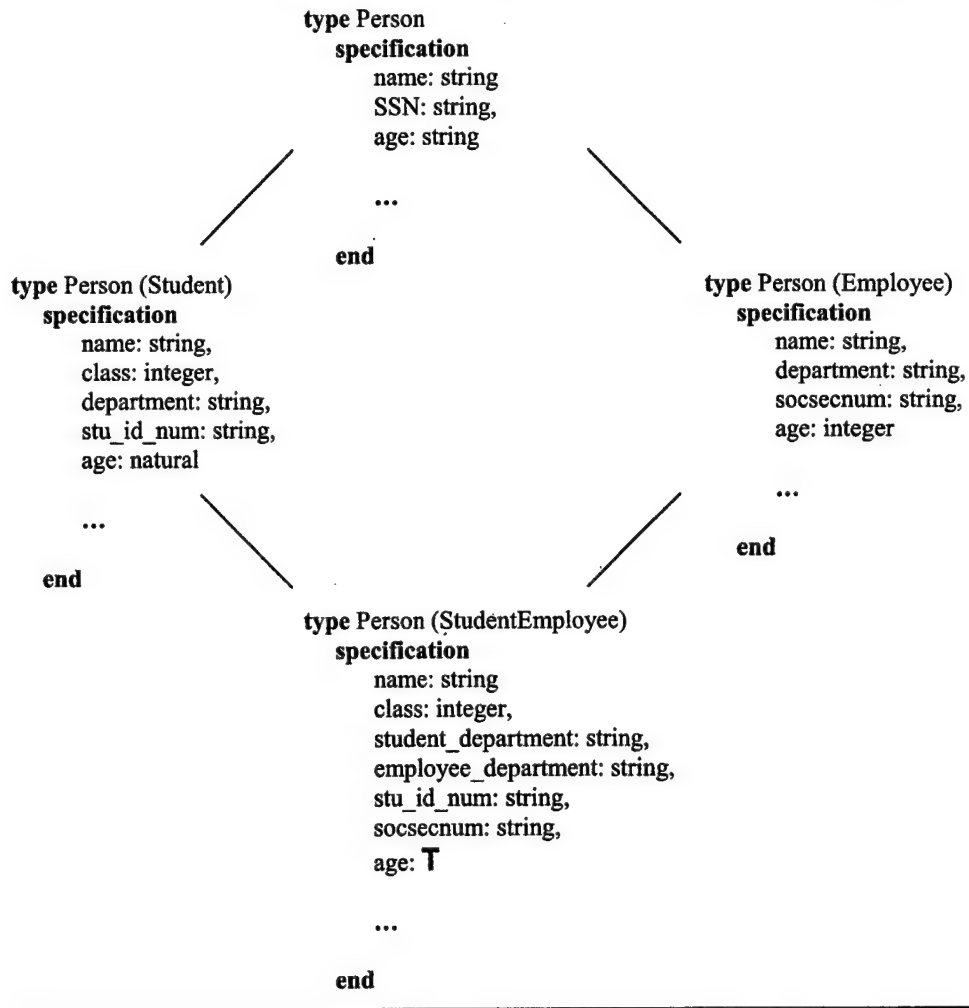 type Person
specification
name: string
SSN: string,
age: string
...
end
type Person (Student)
specification
name: string,
class: integer,
department: string,
stu_id_num: string,
age: natural
...
end
type Person (Employee)
specification
name: string,
department: string,
socsecnum: string,
age: integer
...
end
type Person (StudentEmployee)
specification
name: string
class: integer,
student_department: string,
employee_department: string,
stu_id_num: string,
socsecnum: string,
age: T
...
end